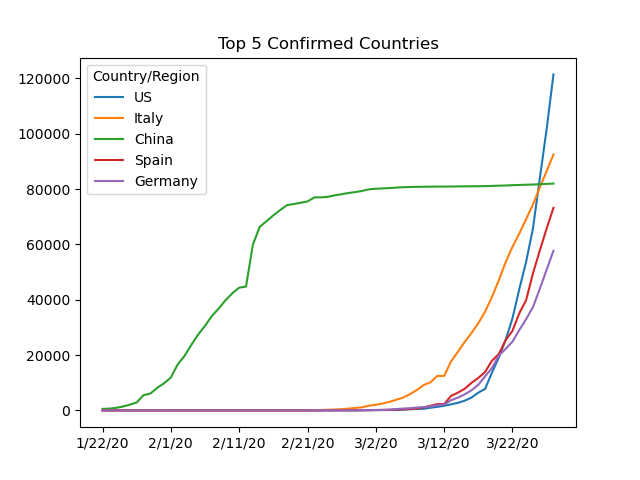 Top 5 Confirmed Countries
Country/Region
US
Italy
China
Spain
Germany
120000
100000
80000
60000
40000
20000
0
1/22/20 2/1/20 2/11/20 2/21/20 3/2/20 3/12/20 3/22/20